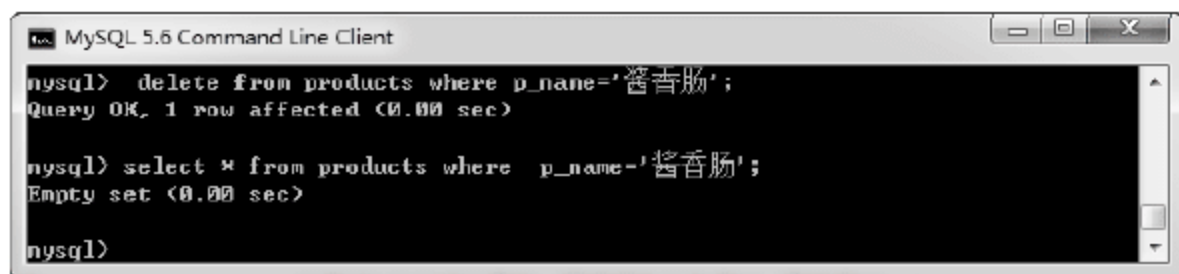 MySQL 5.6 Command Line Client
mysql>  delete from products where p_name='酱香肠';
Query OK, 1 row affected (0.00 sec)
mysql> select * from products where  p_name='酱香肠';
Empty set (0.00 sec)
mysql>